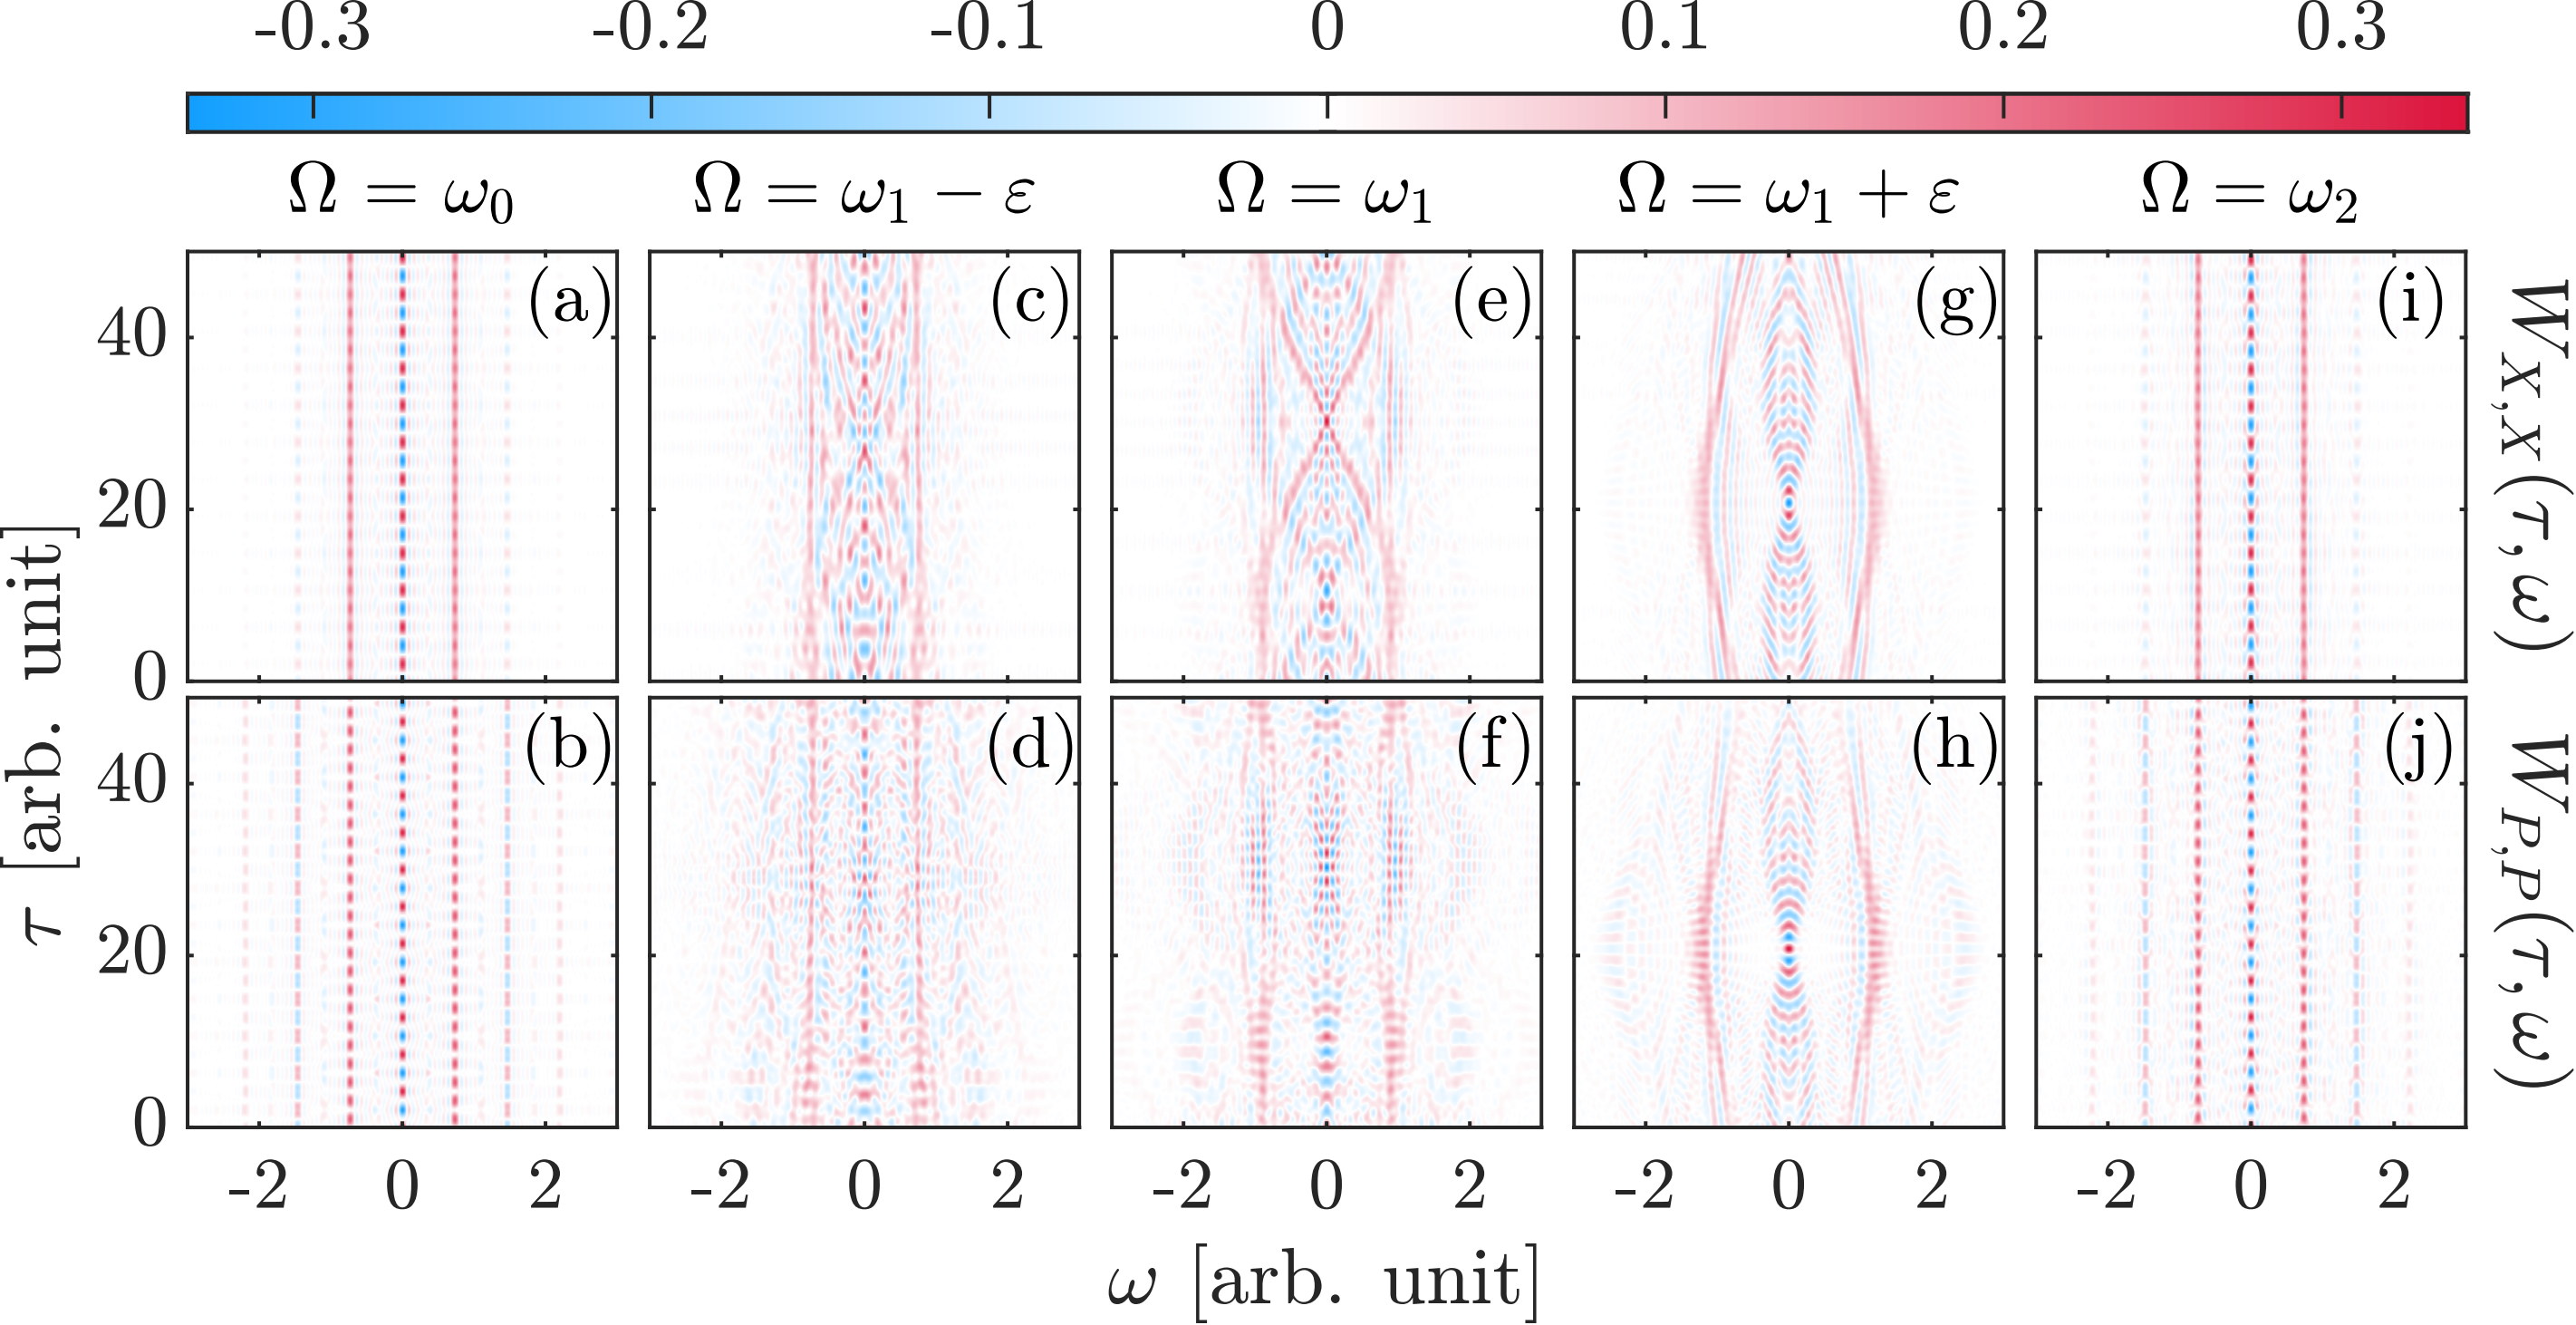 -0.3 -0.2 -0.1 0 0.1 0.2 0.3
Ω = ω₀ Ω = ω₁ − ε Ω = ω₁ Ω = ω₁ + ε Ω = ω₂
(a) (c) (e) (g) (i)
40
20
0
W_{X,X}(τ, ω)
(b) (d) (f) (h) (j)
40
20
0
W_{P,P}(τ, ω)
τ [arb. unit]
-2 0 2 -2 0 2 -2 0 2 -2 0 2 -2 0 2
ω [arb. unit]